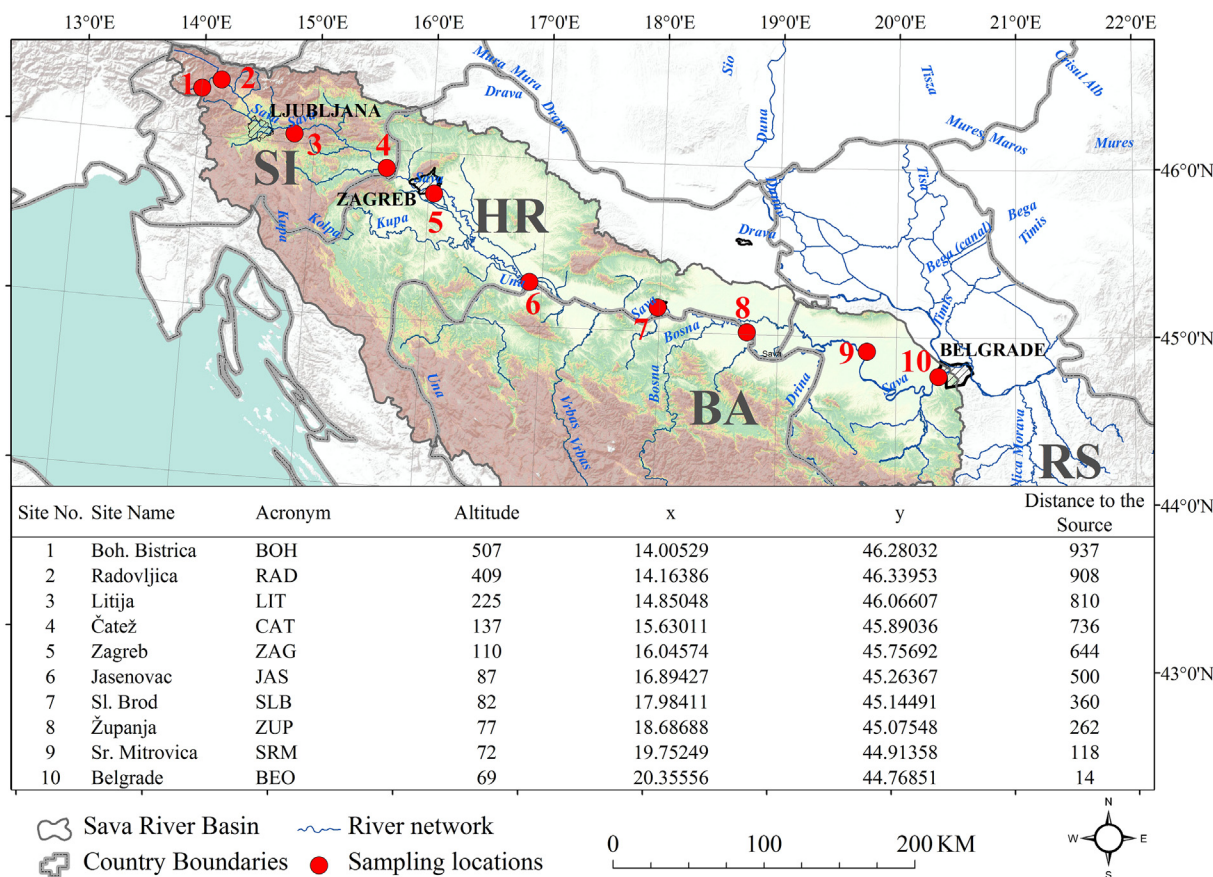 13°0'E 14°0'E 15°0'E 16°0'E 17°0'E 18°0'E 19°0'E 20°0'E 21°0'E 22°0'E
Mura Mura
Drava Drava
Sio
Duna
Tisza
Crisul Alb
Mures Maros
Mures
1
2
Sava
LJUBLJANA
Sava
3
4
SI
46°0'N
Sava
ZAGREB
5
HR
Kupa
Kolpa
Kupa
Dunav
Drava
Tisa
Bega
Timis
Bega (canal)
Timis
Una
6
Sava
7
8
Bosna
Sava
9
10
BELGRADE
45°0'N
Una
Vrbas Vrbas
Bosna
BA
Drina
Sava
RS
44°0'N
43°0'N
Site No. Site Name Acronym Altitude x y Distance to the
Source
1 Boh. Bistrica BOH 507 14.00529 46.28032 937
2 Radovljica RAD 409 14.16386 46.33953 908
3 Litija LIT 225 14.85048 46.06607 810
4 Čatež CAT 137 15.63011 45.89036 736
5 Zagreb ZAG 110 16.04574 45.75692 644
6 Jasenovac JAS 87 16.89427 45.26367 500
7 Sl. Brod SLB 82 17.98411 45.14491 360
8 Županja ZUP 77 18.68688 45.07548 262
9 Sr. Mitrovica SRM 72 19.75249 44.91358 118
10 Belgrade BEO 69 20.35556 44.76851 14
Sava River Basin River network
Country Boundaries Sampling locations
0 100 200 KM
N
W E
S